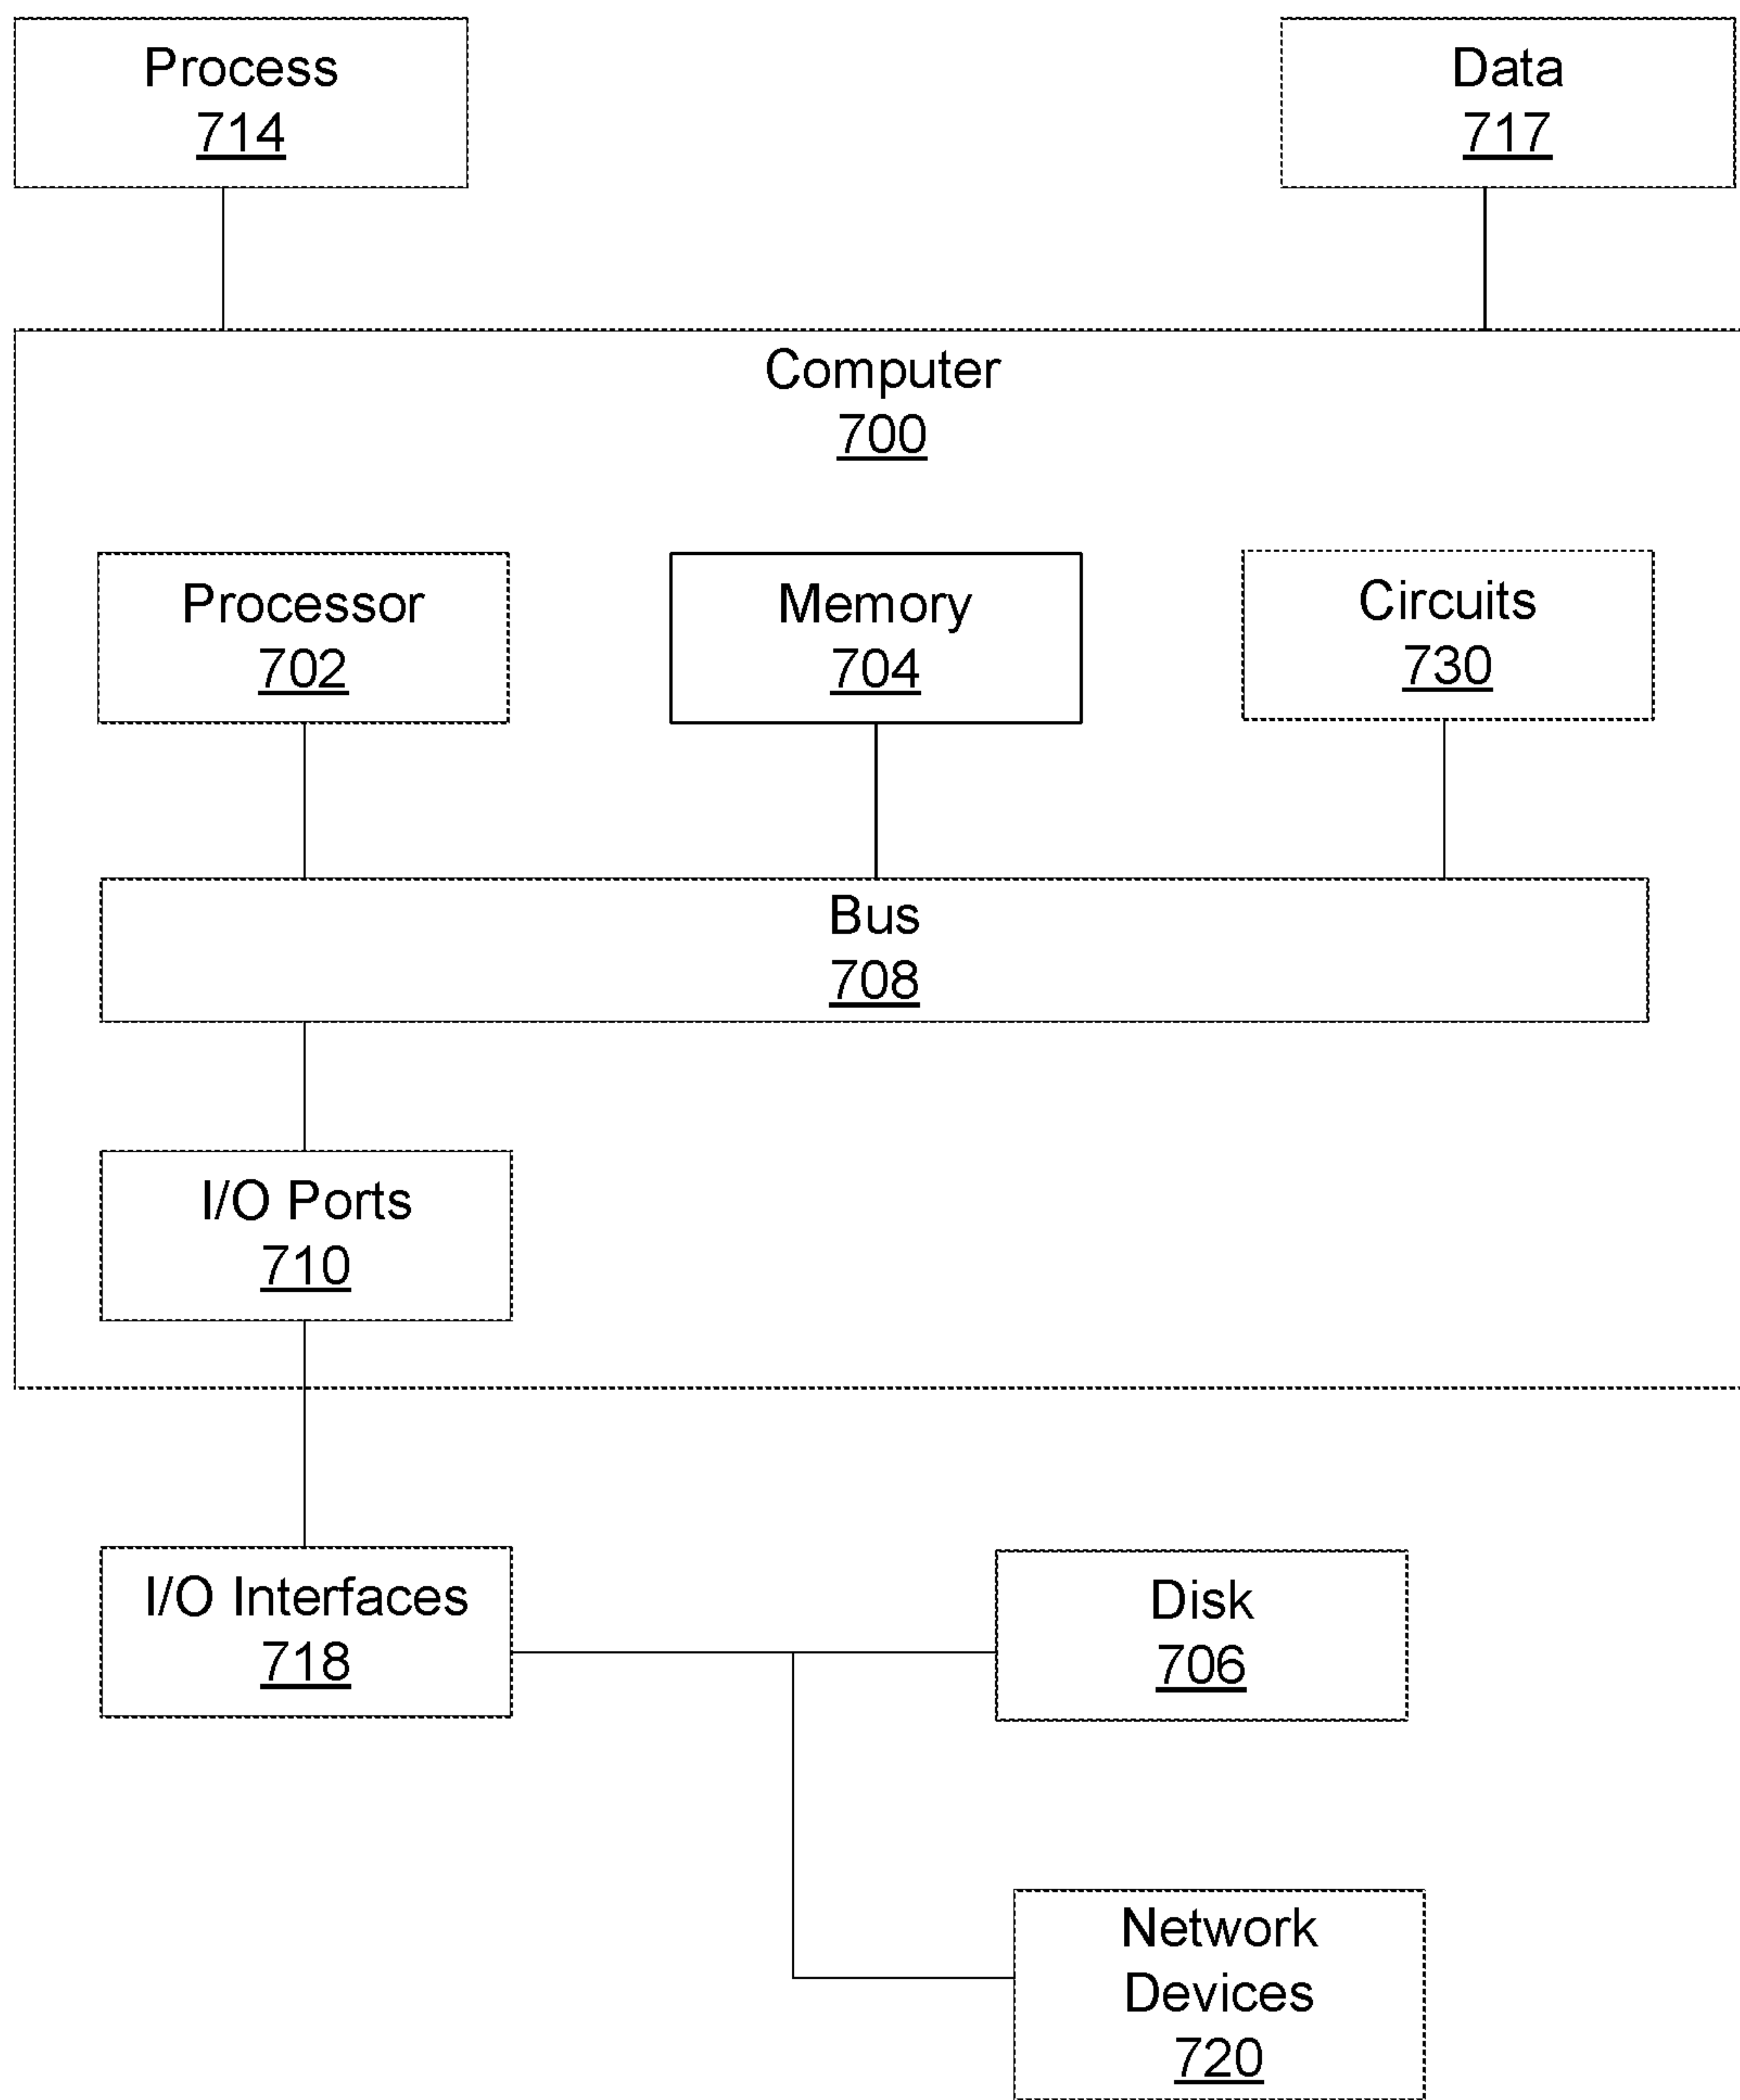 Process
714
Data
717
Computer
700
Processor
702
Memory
704
Circuits
730
Bus
708
I/O Ports
710
I/O Interfaces
718
Disk
706
Network
Devices
720